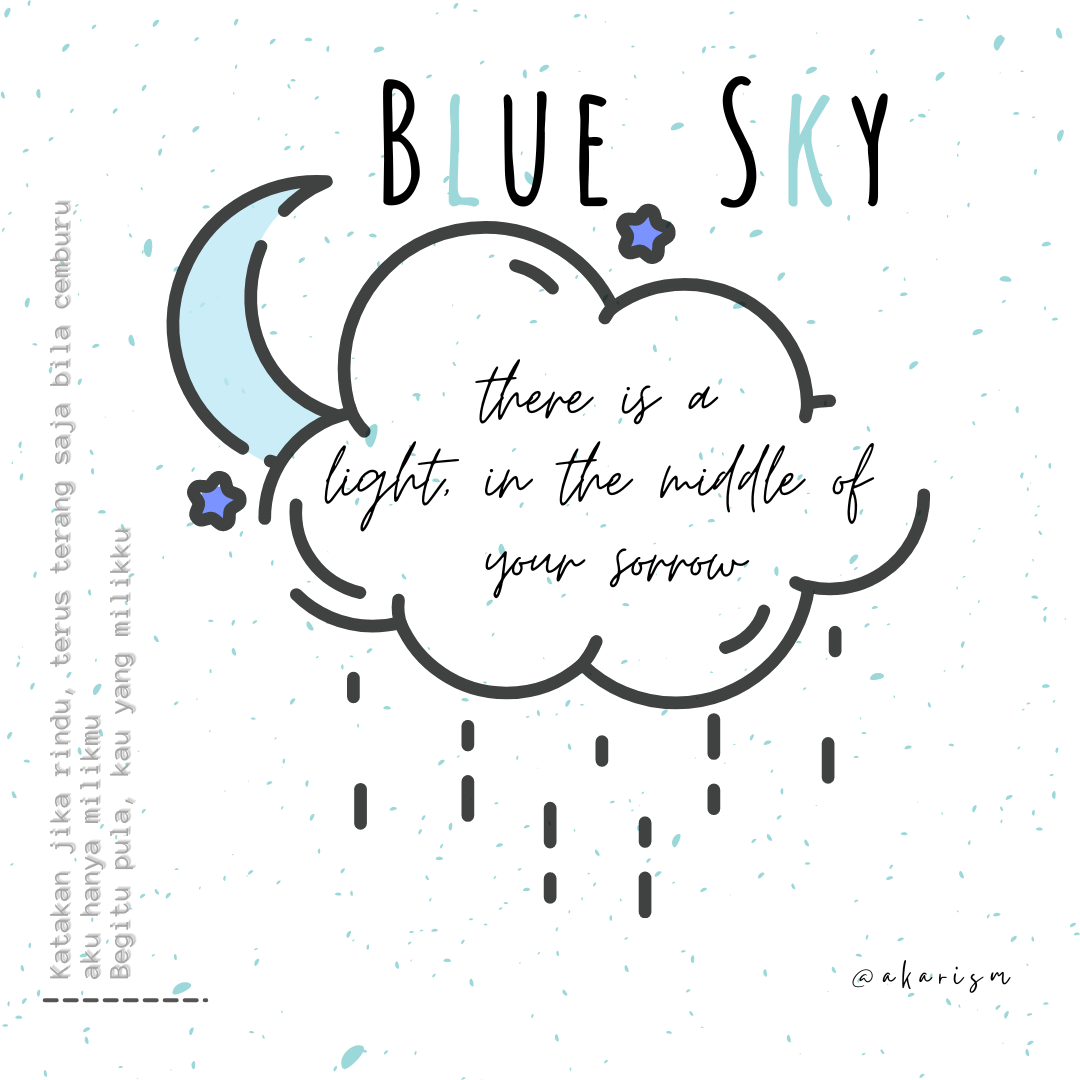 BLUE SKY
there is a
light, in the middle of
your sorrow
Katakan jika rindu, terus terang saja bila cemburu
aku hanya milikmu
Begitu pula, kau yang milikku
@akarism